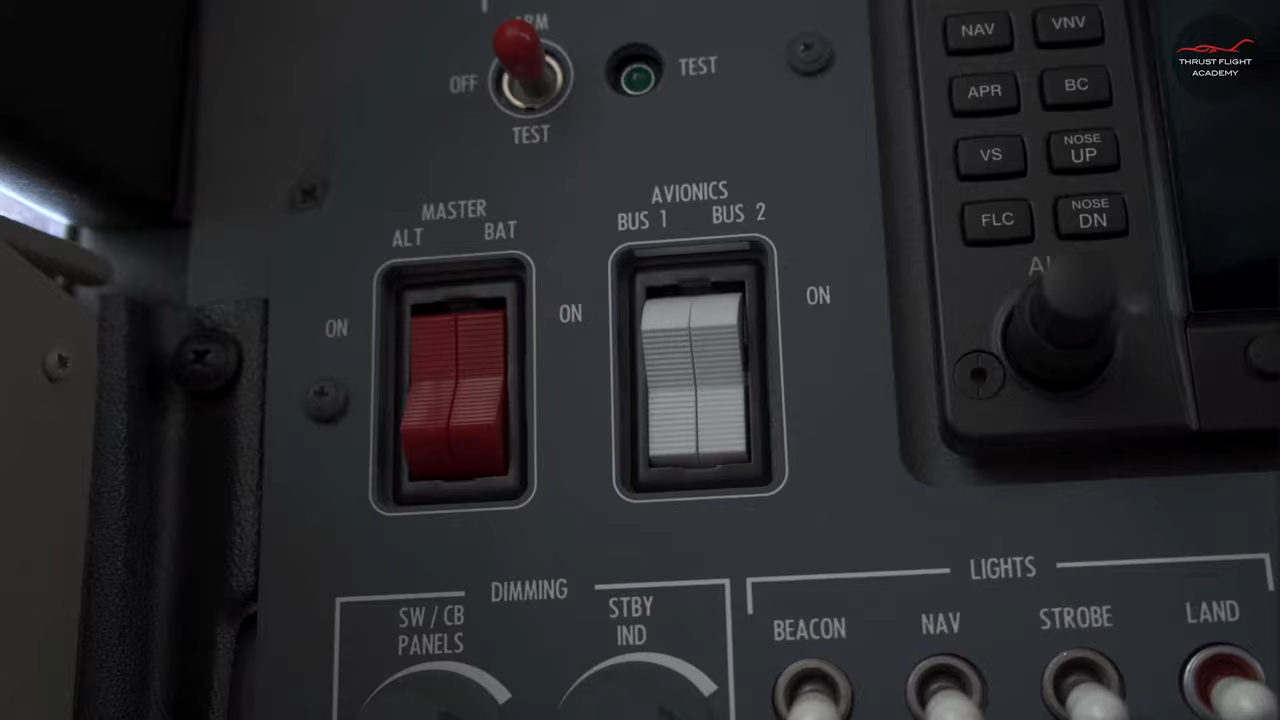 ARM
OFF
TEST
TEST
MASTER
ALT BAT
ON
AVIONICS
BUS 1 BUS 2
ON
ON
NAV
VNV
APR
BC
VS
NOSE
UP
FLC
NOSE
DN
THRUST FLIGHT
ACADEMY
DIMMING
SW / CB
PANELS
STBY
IND
LIGHTS
BEACON
NAV
STROBE
LAND